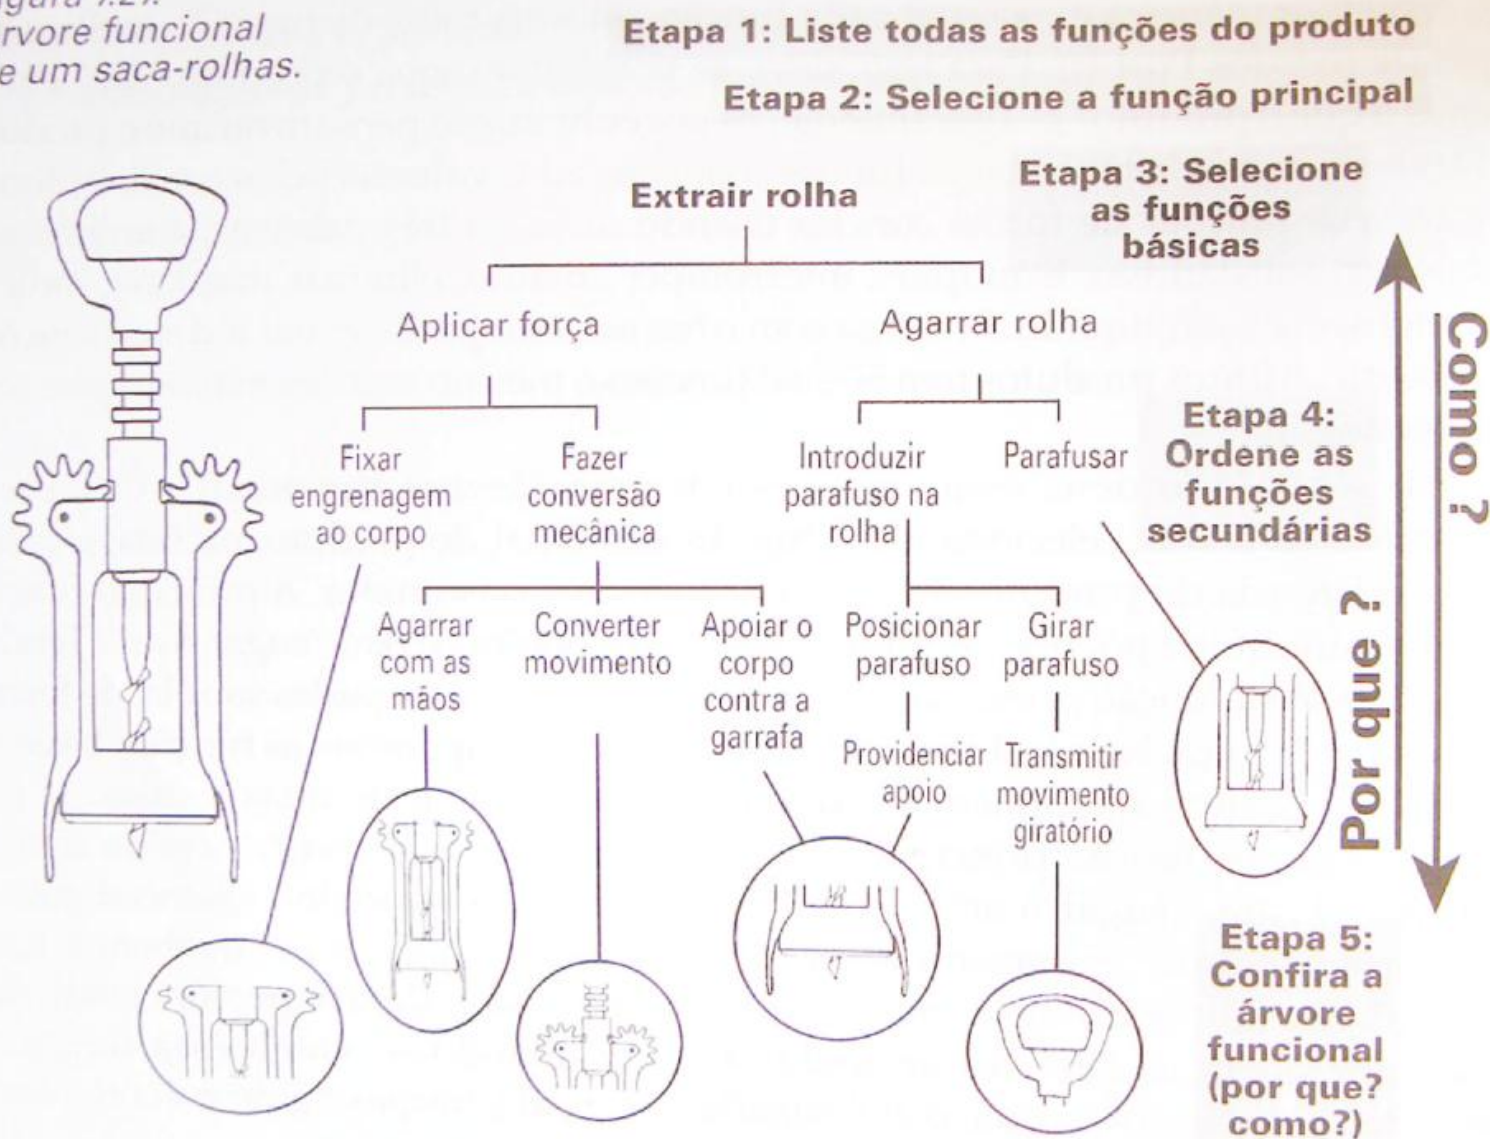 rvore funcional
e um saca-rolhas.
Etapa 1: Liste todas as funções do produto
Etapa 2: Selecione a função principal
Etapa 3: Selecione
as funções
básicas
Extrair rolha
Aplicar força
Agarrar rolha
Como ?
Por que ?
Etapa 4:
Ordene as
funções
secundárias
Fixar
engrenagem
ao corpo
Fazer
conversão
mecânica
Introduzir
parafuso na
rolha
Parafusar
Agarrar
com as
mãos
Converter
movimento
Apoiar o
corpo
contra a
garrafa
Posicionar
parafuso
Girar
parafuso
Providenciar
apoio
Transmitir
movimento
giratório
Etapa 5:
Confira a
árvore
funcional
(por que?
como?)